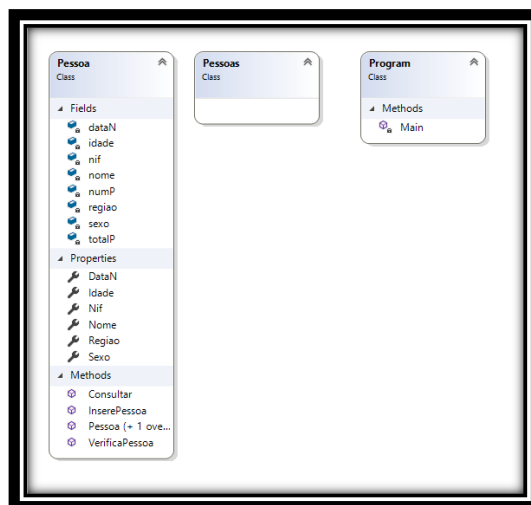 Pessoa
Class
Fields
dataN
idade
nif
nome
numP
regiao
sexo
totalP
Properties
DataN
Idade
Nif
Nome
Regiao
Sexo
Methods
Consultar
InserePessoa
Pessoa (+ 1 ove...
VerificaPessoa
Pessoas
Class
Program
Class
Methods
Main